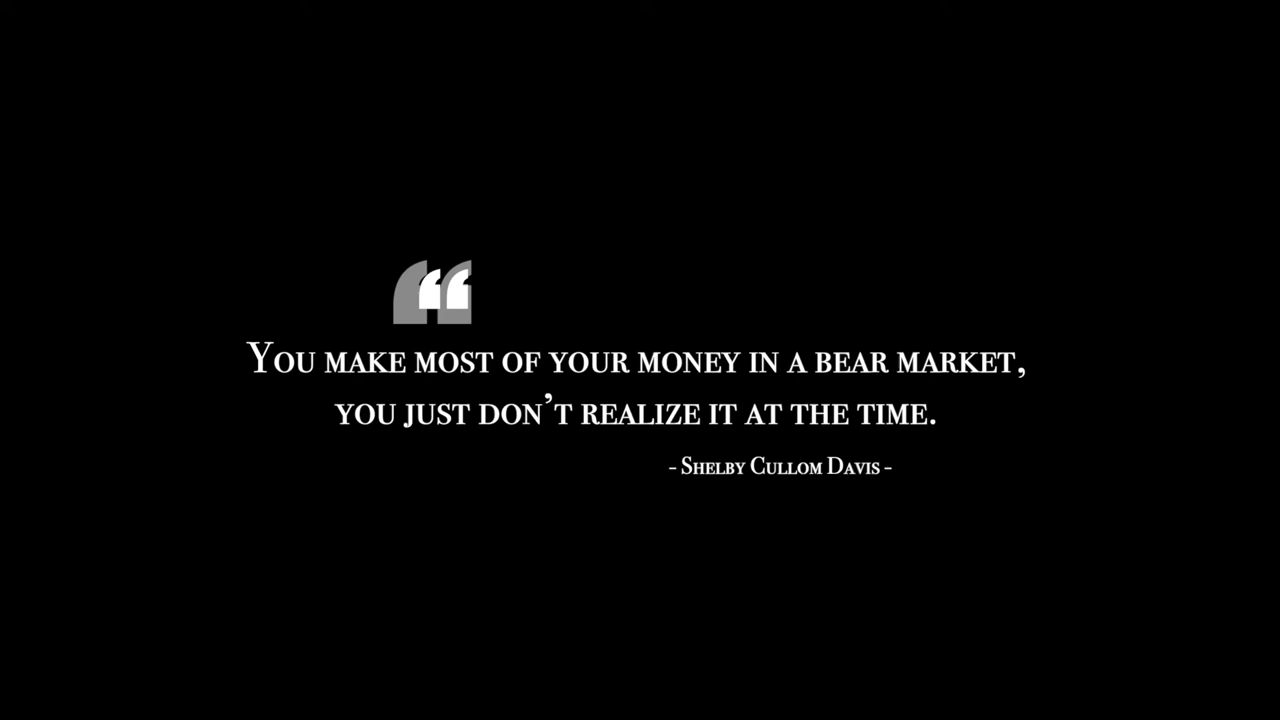 “
You make most of your money in a bear market,
you just don’t realize it at the time.
- Shelby Cullom Davis -